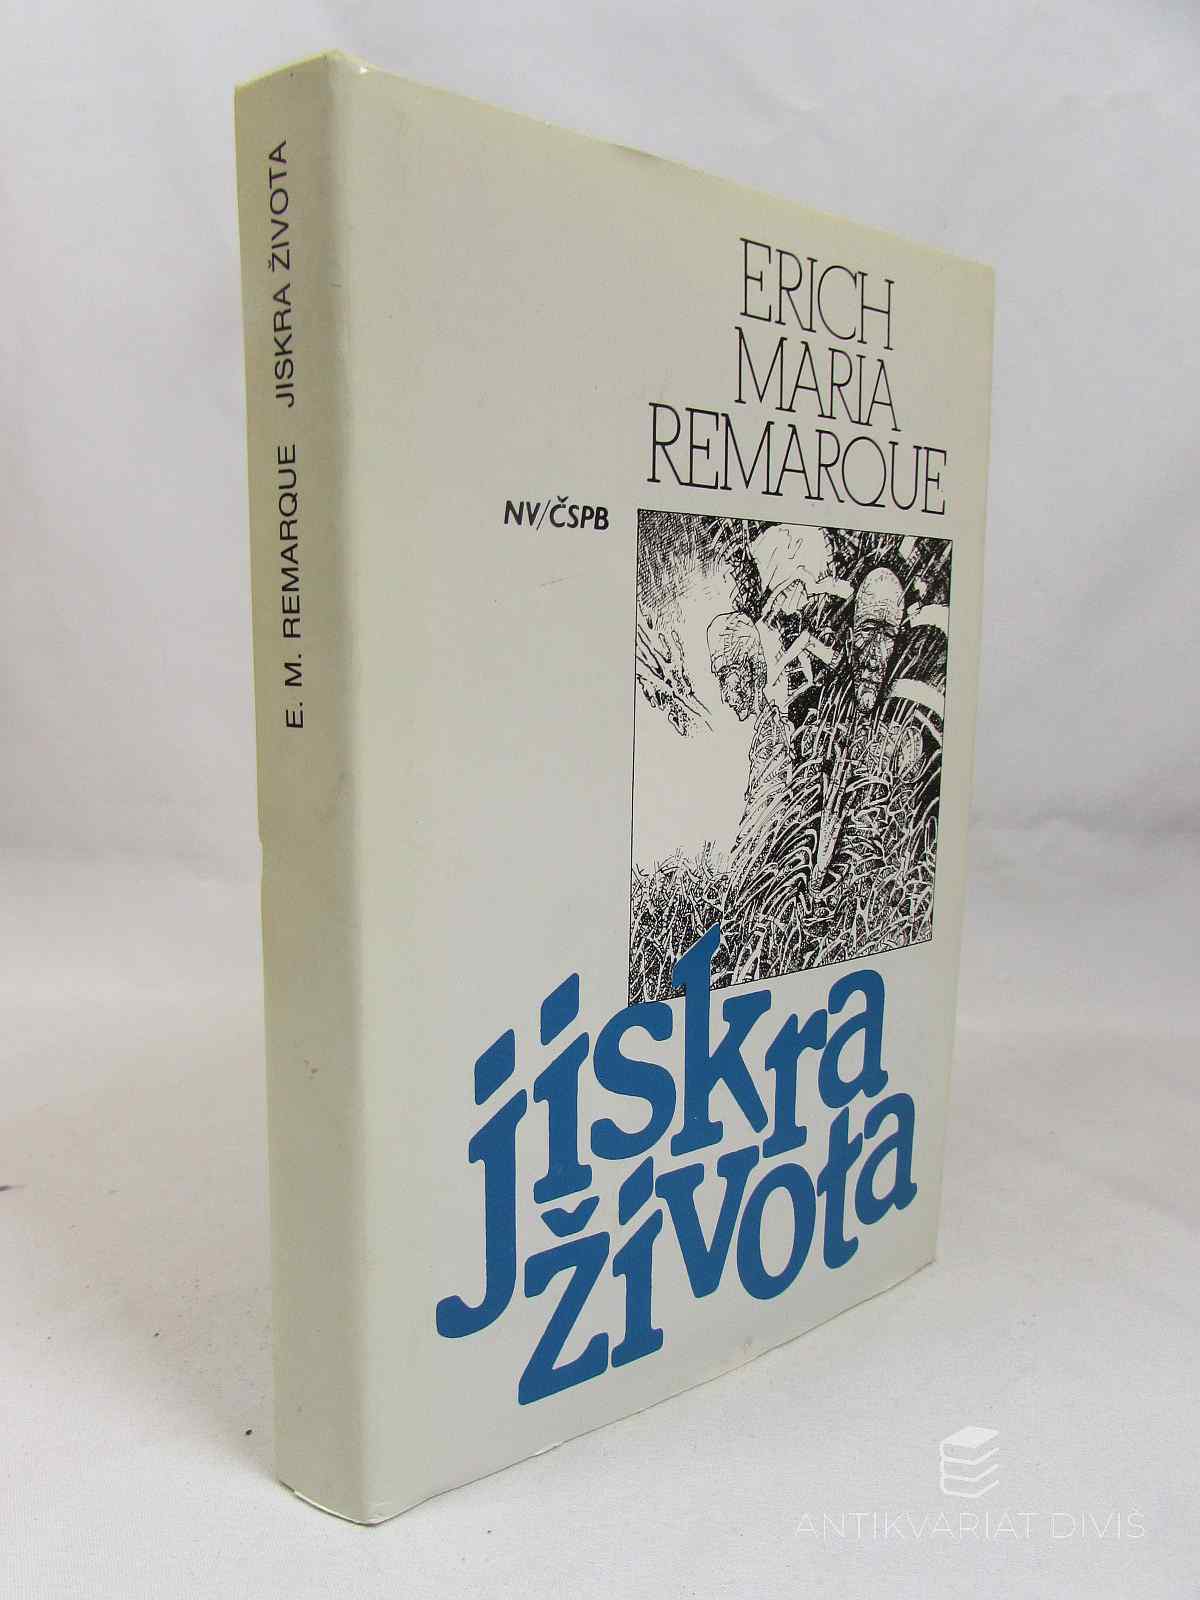 E. M. REMARQUE JISKRA ŽIVOTA
ERICH
MARIA
REMARQUE
NV/ČSPB
jiskra
života
ANTIKVARIAT DIVIŠ